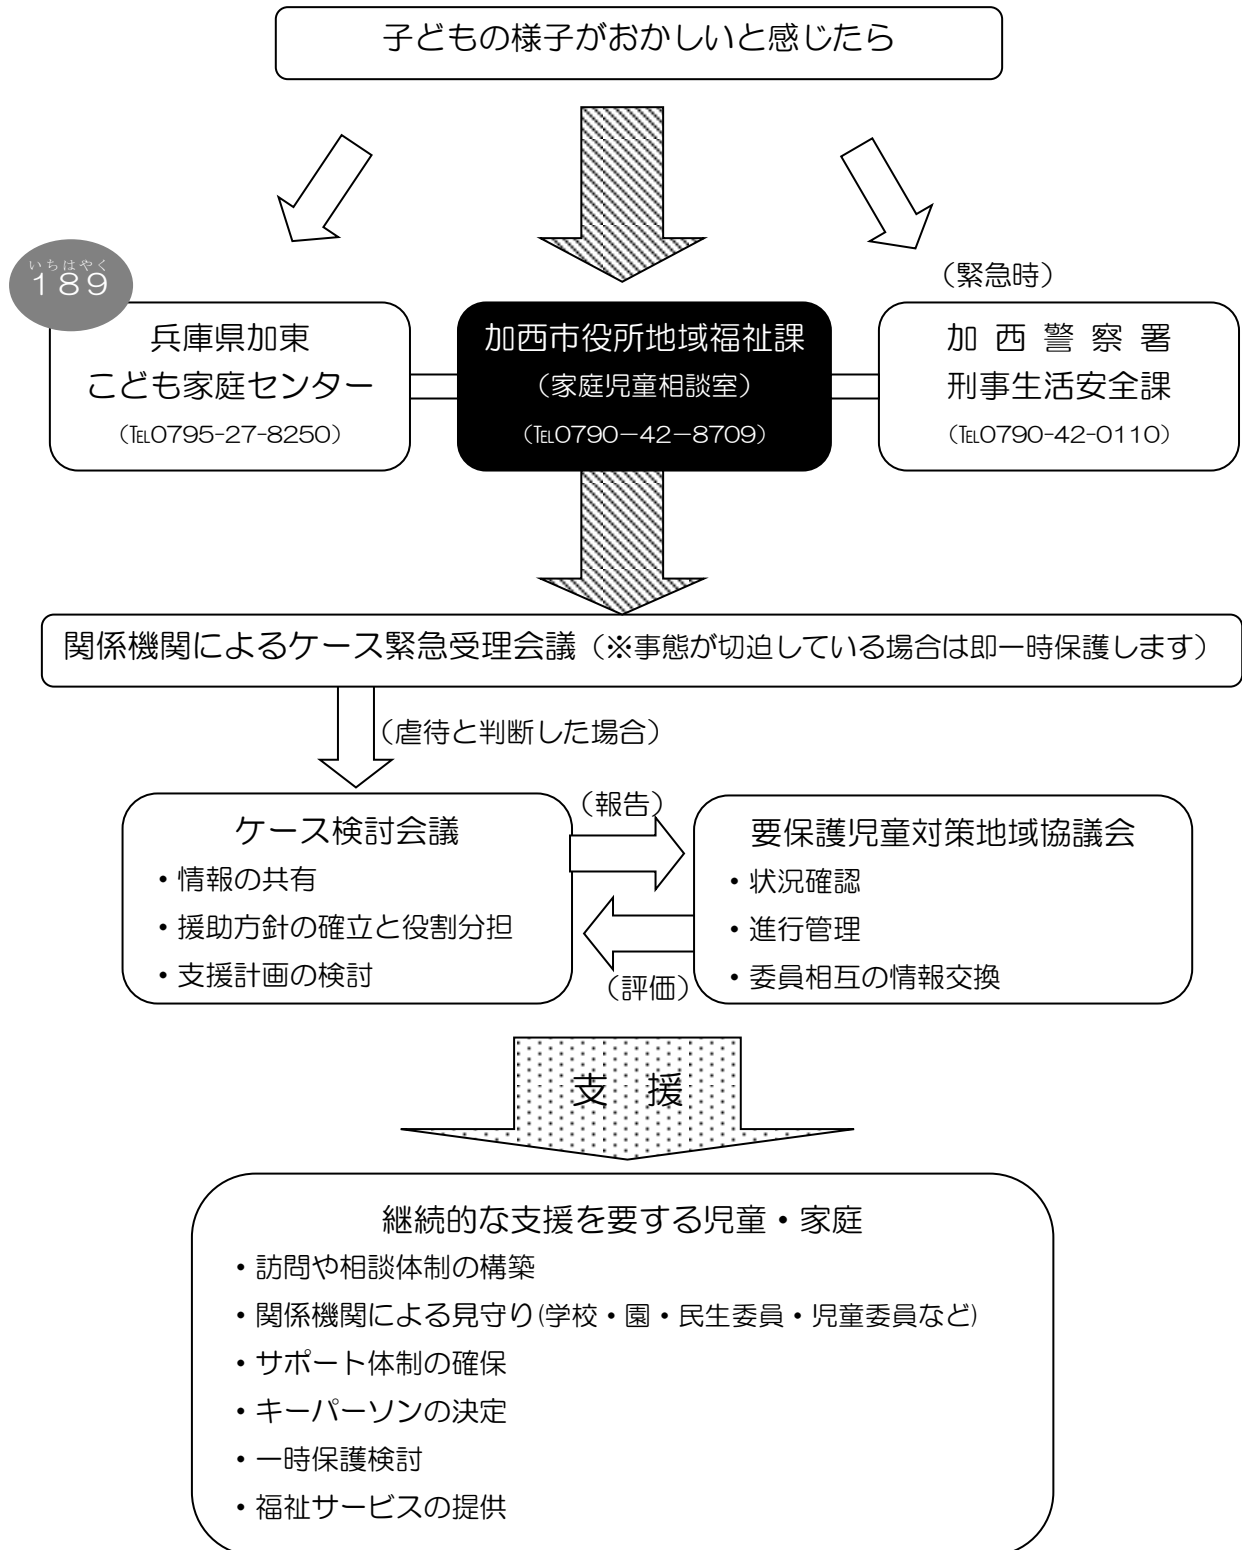 子どもの様子がおかしいと感じたら
いちはやく
189
(緊急時)
兵庫県加東
こども家庭センター
(℡0795-27-8250)
加西市役所地域福祉課
(家庭児童相談室)
(℡0790-42-8709)
加西警察署
刑事生活安全課
(℡0790-42-0110)
関係機関によるケース緊急受理会議(※事態が切迫している場合は即一時保護します)
(虐待と判断した場合)
ケース検討会議
・情報の共有
・援助方針の確立と役割分担
・支援計画の検討
(報告)
(評価)
要保護児童対策地域協議会
・状況確認
・進行管理
・委員相互の情報交換
支 援
継続的な支援を要する児童・家庭
・訪問や相談体制の構築
・関係機関による見守り(学校・園・民生委員・児童委員など)
・サポート体制の確保
・キーパーソンの決定
・一時保護検討
・福祉サービスの提供